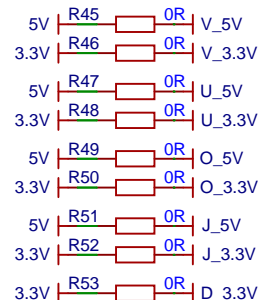 5V R45 0R V_5V
3.3V R46 V_3.3V
5V R47 0R U_5V
3.3V R48 0R U_3.3V
5V R49 0R O_5V
3.3V R50 0R O_3.3V
5V R51 0R J_5V
3.3V R52 0R J_3.3V
3.3V R53 0R D_3.3V